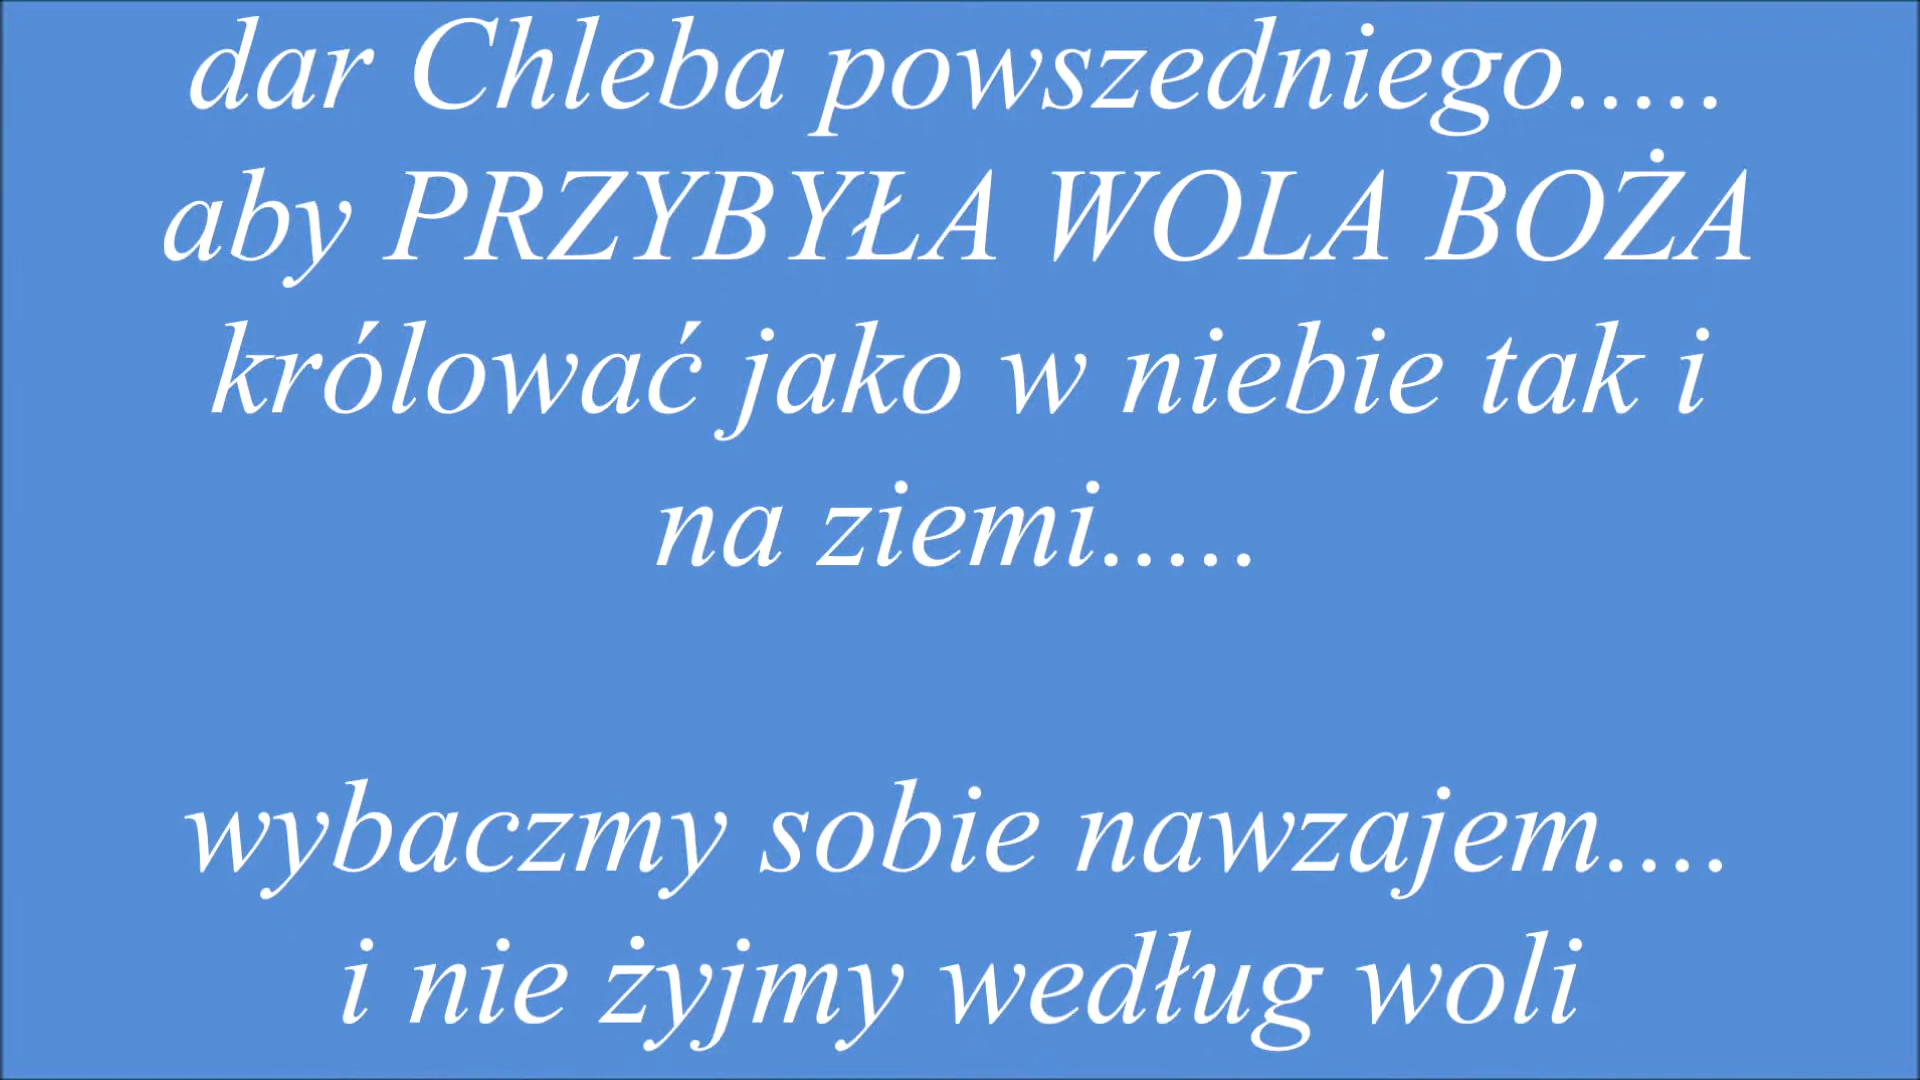 dar Chleba powszedniego.....
aby PRZYBYŁA WOLA BOŻA
królować jako w niebie tak i
na ziemi.....
wybaczmy sobie nawzajem....
i nie żyjmy według woli